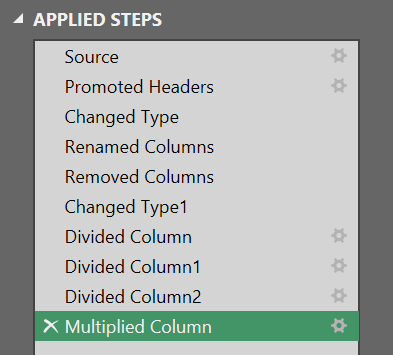 APPLIED STEPS
Source
Promoted Headers
Changed Type
Renamed Columns
Removed Columns
Changed Type1
Divided Column
Divided Column1
Divided Column2
Multiplied Column